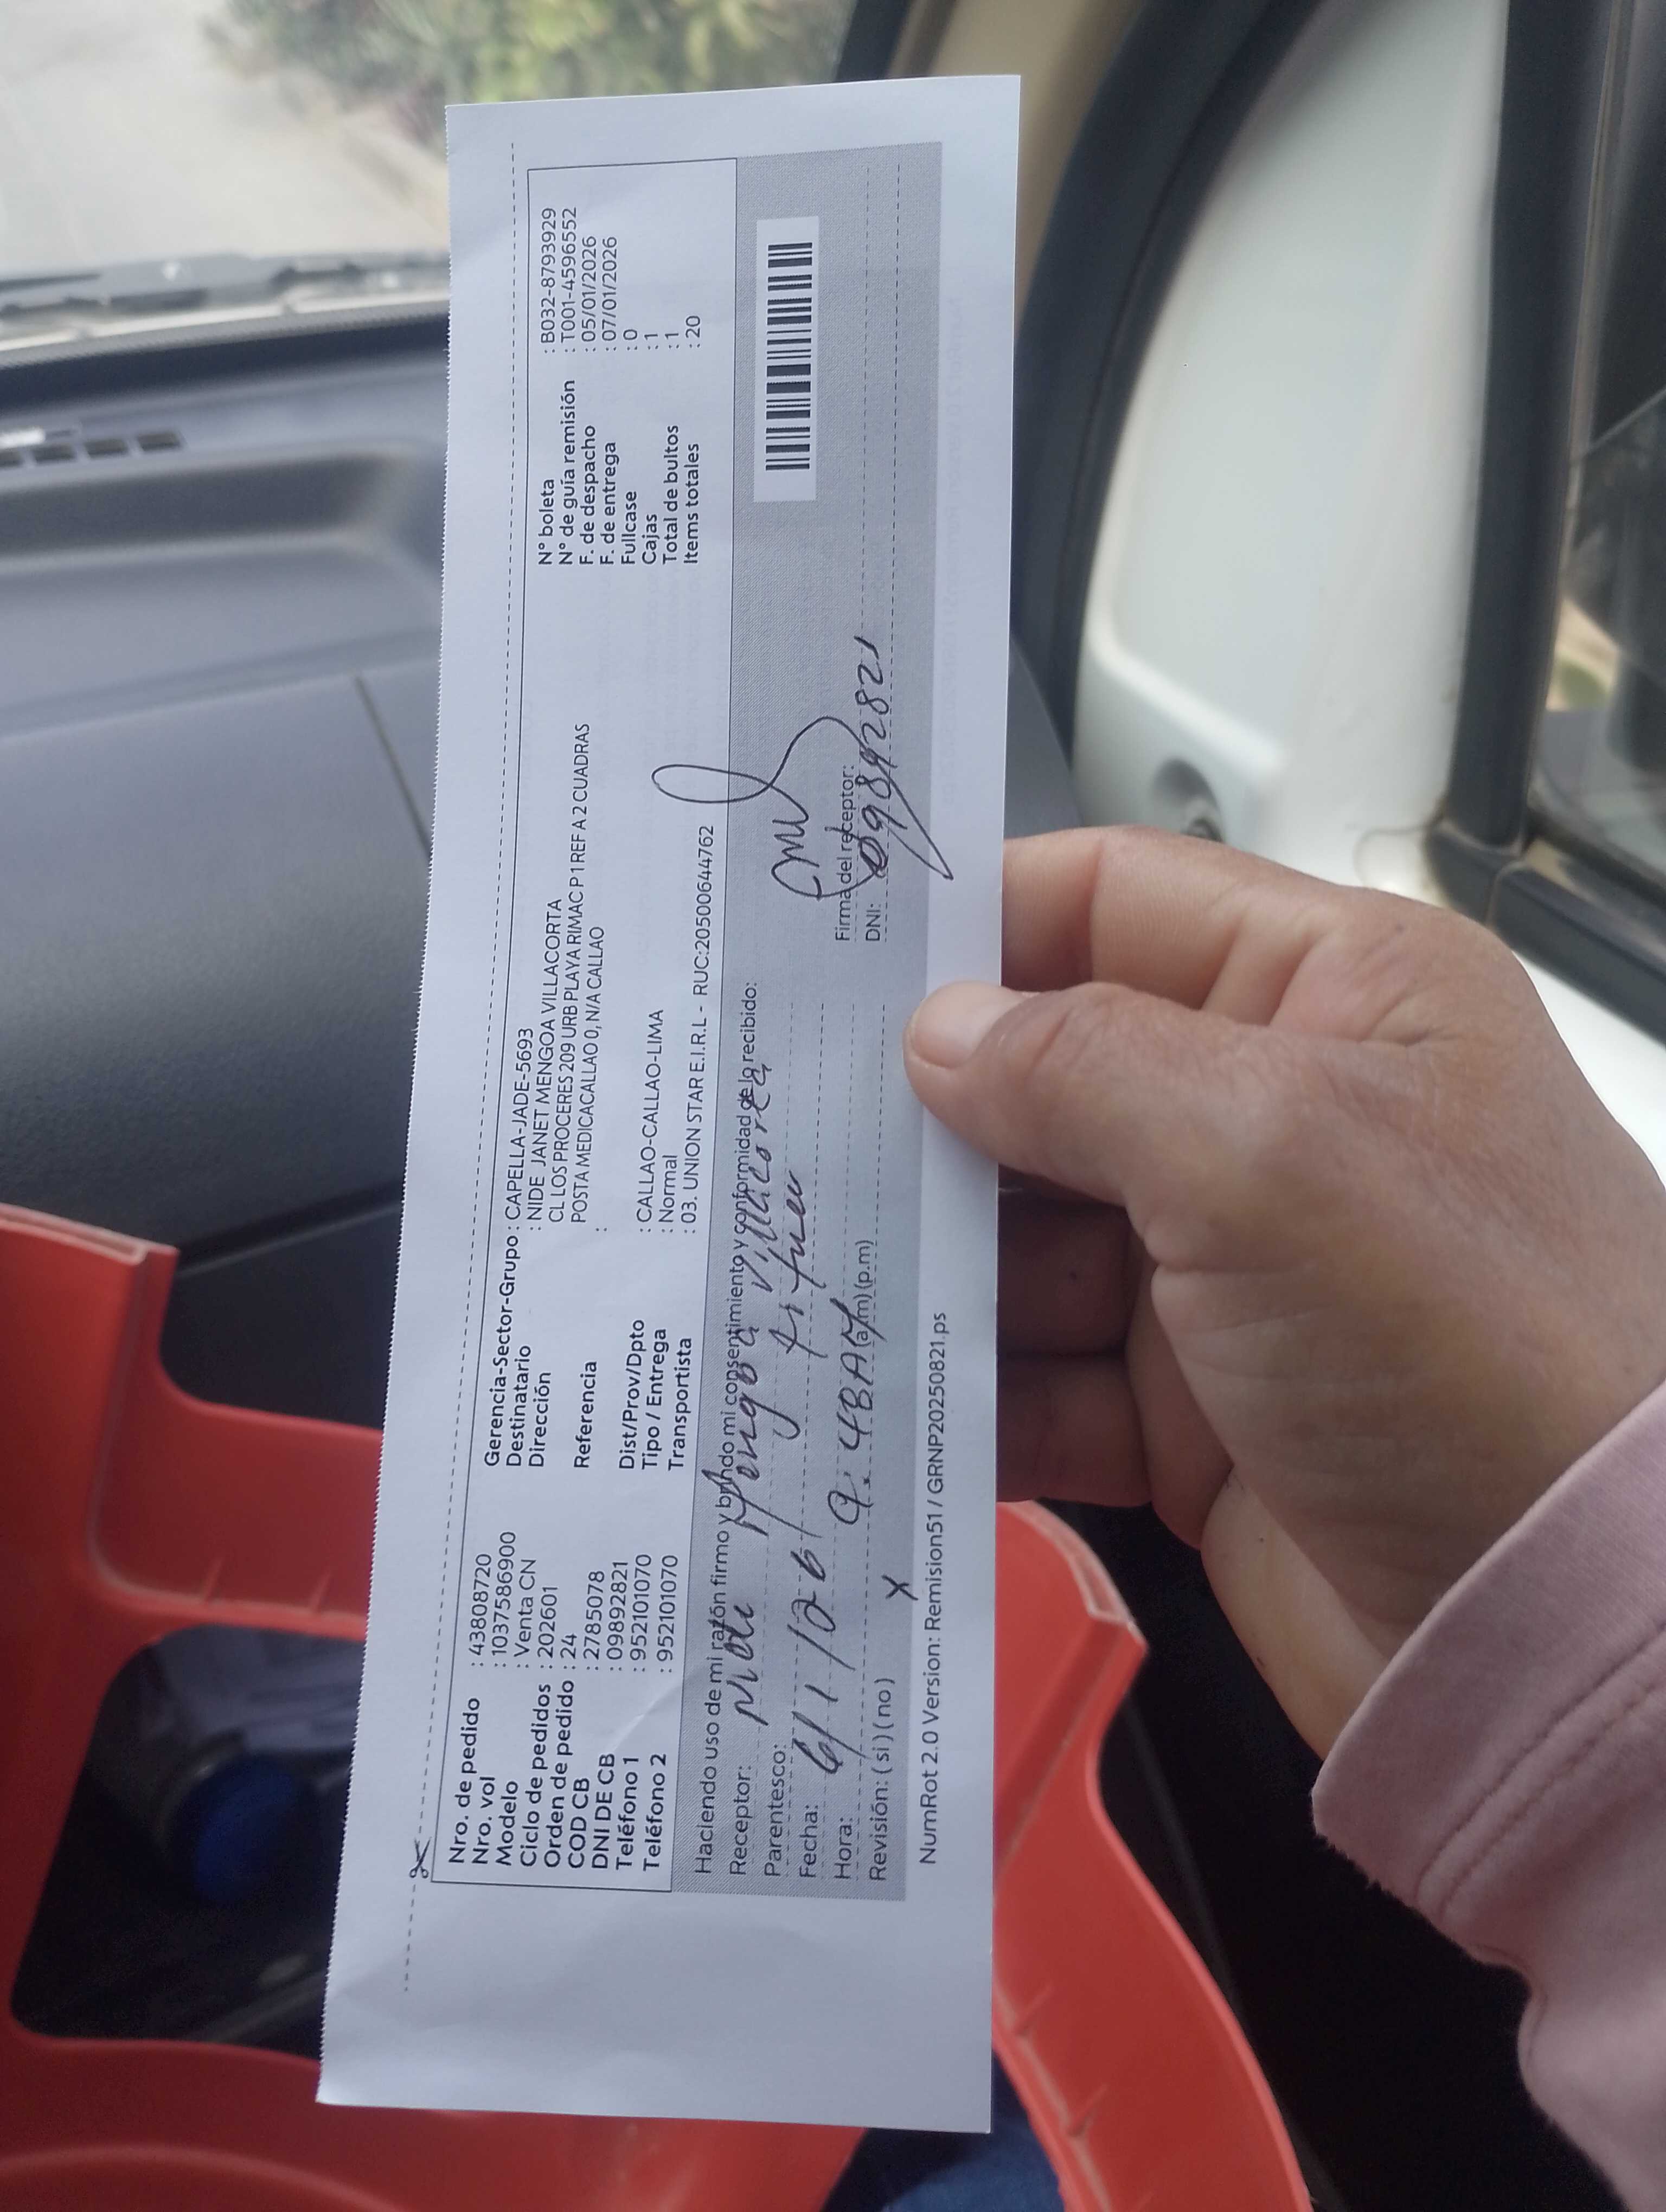 Nro. de pedido : 43808720
Nro. vol : 10375869​00
Modelo : Venta CN
Ciclo de pedidos : 202601
Orden de pedido : 24
COD CB : 2785078
DNI DE CB : 09892821
Teléfono 1 : 952101070
Teléfono 2 : 952101070
Gerencia-Sector-Grupo : CAPELLA-JADE-5693
Destinatario : NIDE JANET MENGOA VILLACORTA
Dirección CL LOS PROCERES 209 URB PLAYA RIMAC P1 REF A 2 CUADRAS
POSTA MEDICACALLAO 0, N/A CALLAO
Referencia :
Dist/Prov/Dpto : CALLAO-CALLAO-LIMA
Tipo / Entrega : Normal
Transportista : 03. UNION STAR E.I.R.L - RUC:20500644762
N° boleta : B032-8793929
N° de guía remisión : T001-4596552
F. de despacho : 05/01/2026
F. de entrega : 07/01/2026
Fullcase : 0
Cajas : 1
Total de bultos : 1
Items totales : 20
Haciendo uso de mi razón firmo y brindo mi consentimiento y conformidad de lo recibido:
Receptor: Nide Mengoa Villacorta
Parentesco: titular
Fecha: 6/1/26
Hora: 9:48 AM (a.m) (p.m)
Revisión: ( si ) ( no ) X
Firma del receptor:
DNI: 09892821
NumRot 2.0 Version: Remision51 / GRNP20250821.ps